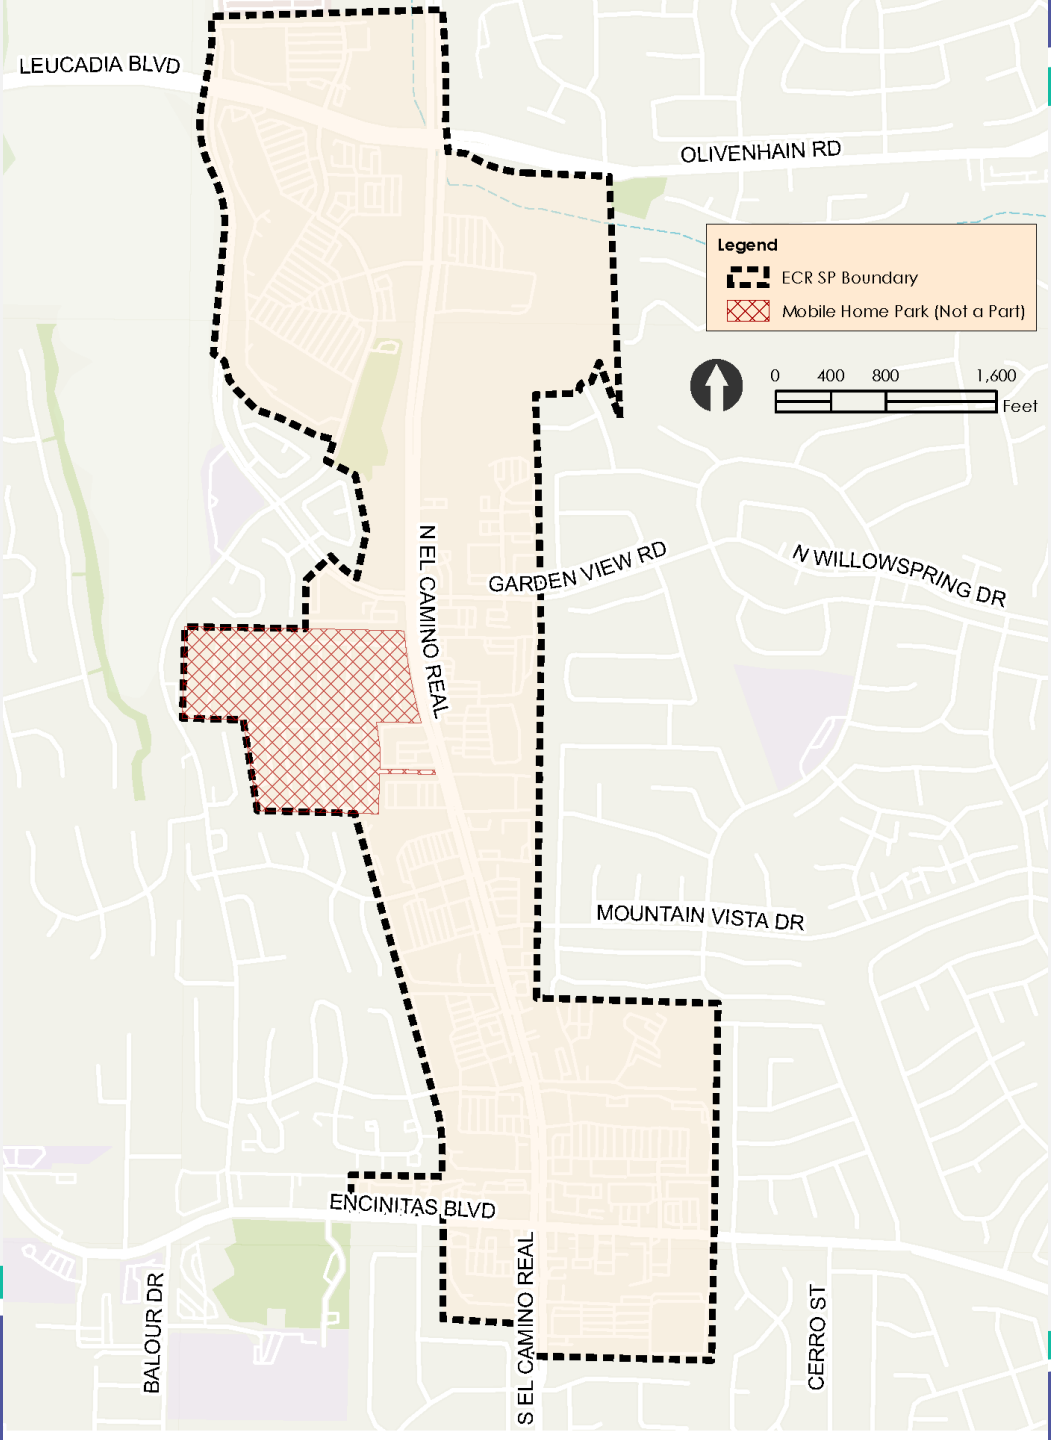 LEUCADIA BLVD
OLIVENHAIN RD
Legend
ECR SP Boundary
Mobile Home Park (Not a Part)
0 400 800 1,600
Feet
N EL CAMINO REAL
GARDEN VIEW RD
N WILLOWSPRING DR
MOUNTAIN VISTA DR
ENCINITAS BLVD
S EL CAMINO REAL
BALOUR DR
CERRO ST